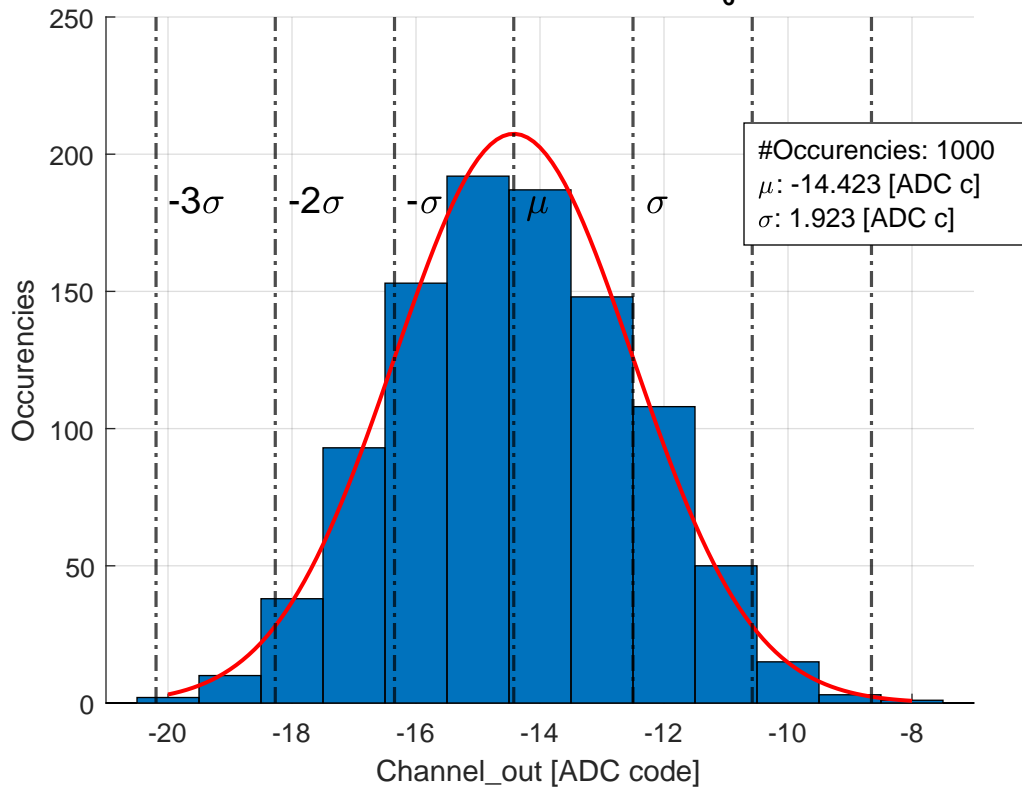 250
200
150
100
50
0
Occurencies
-3σ
-2σ
-σ
μ
σ
#Occurencies: 1000
μ: -14.423 [ADC c]
σ: 1.923 [ADC c]
-20
-18
-16
-14
-12
-10
-8
Channel_out [ADC code]